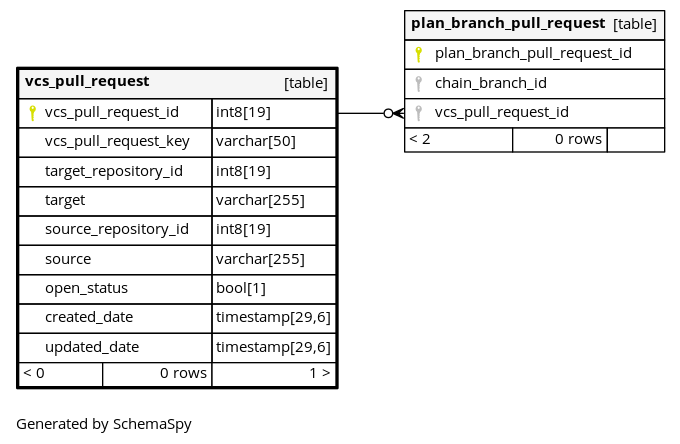 plan_branch_pull_request [table]
plan_branch_pull_request_id
chain_branch_id
vcs_pull_request_id
< 2 0 rows
vcs_pull_request [table]
vcs_pull_request_id int8[19]
vcs_pull_request_key varchar[50]
target_repository_id int8[19]
target varchar[255]
source_repository_id int8[19]
source varchar[255]
open_status bool[1]
created_date timestamp[29,6]
updated_date timestamp[29,6]
< 0 0 rows 1 >
Generated by SchemaSpy